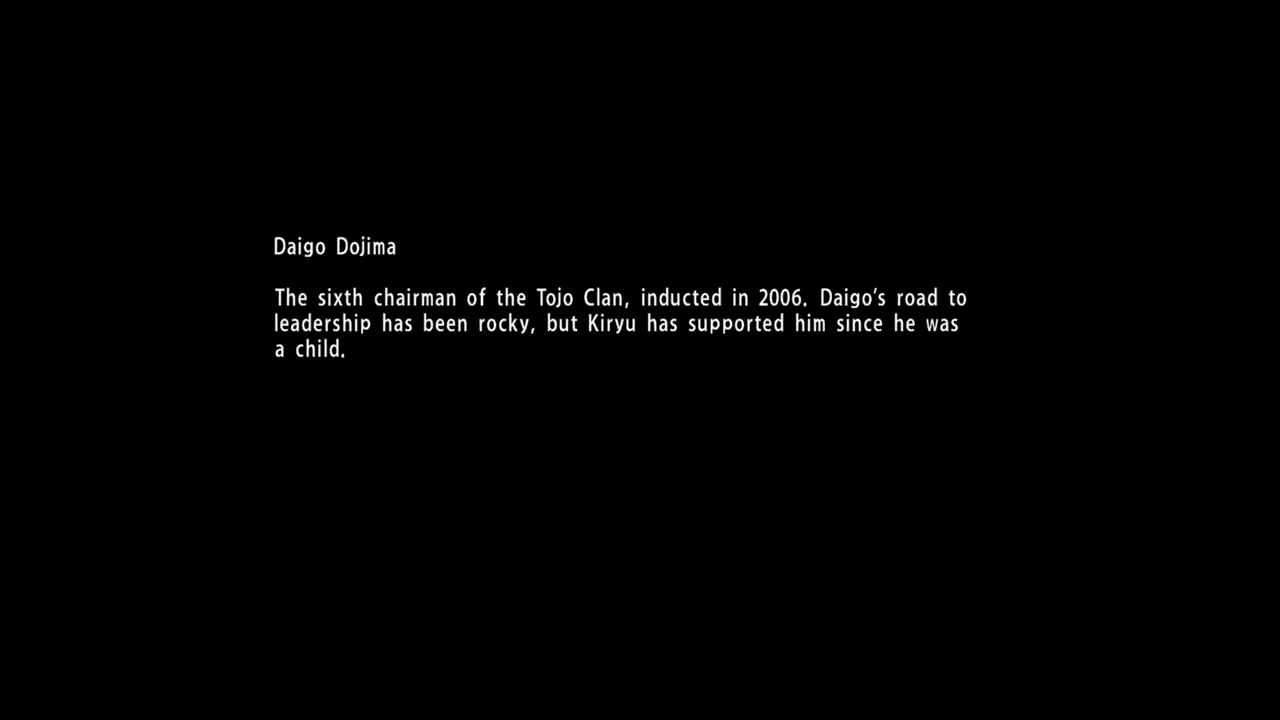 Daigo Dojima
The sixth chairman of the Tojo Clan, inducted in 2006. Daigo's road to
leadership has been rocky, but Kiryu has supported him since he was
a child.